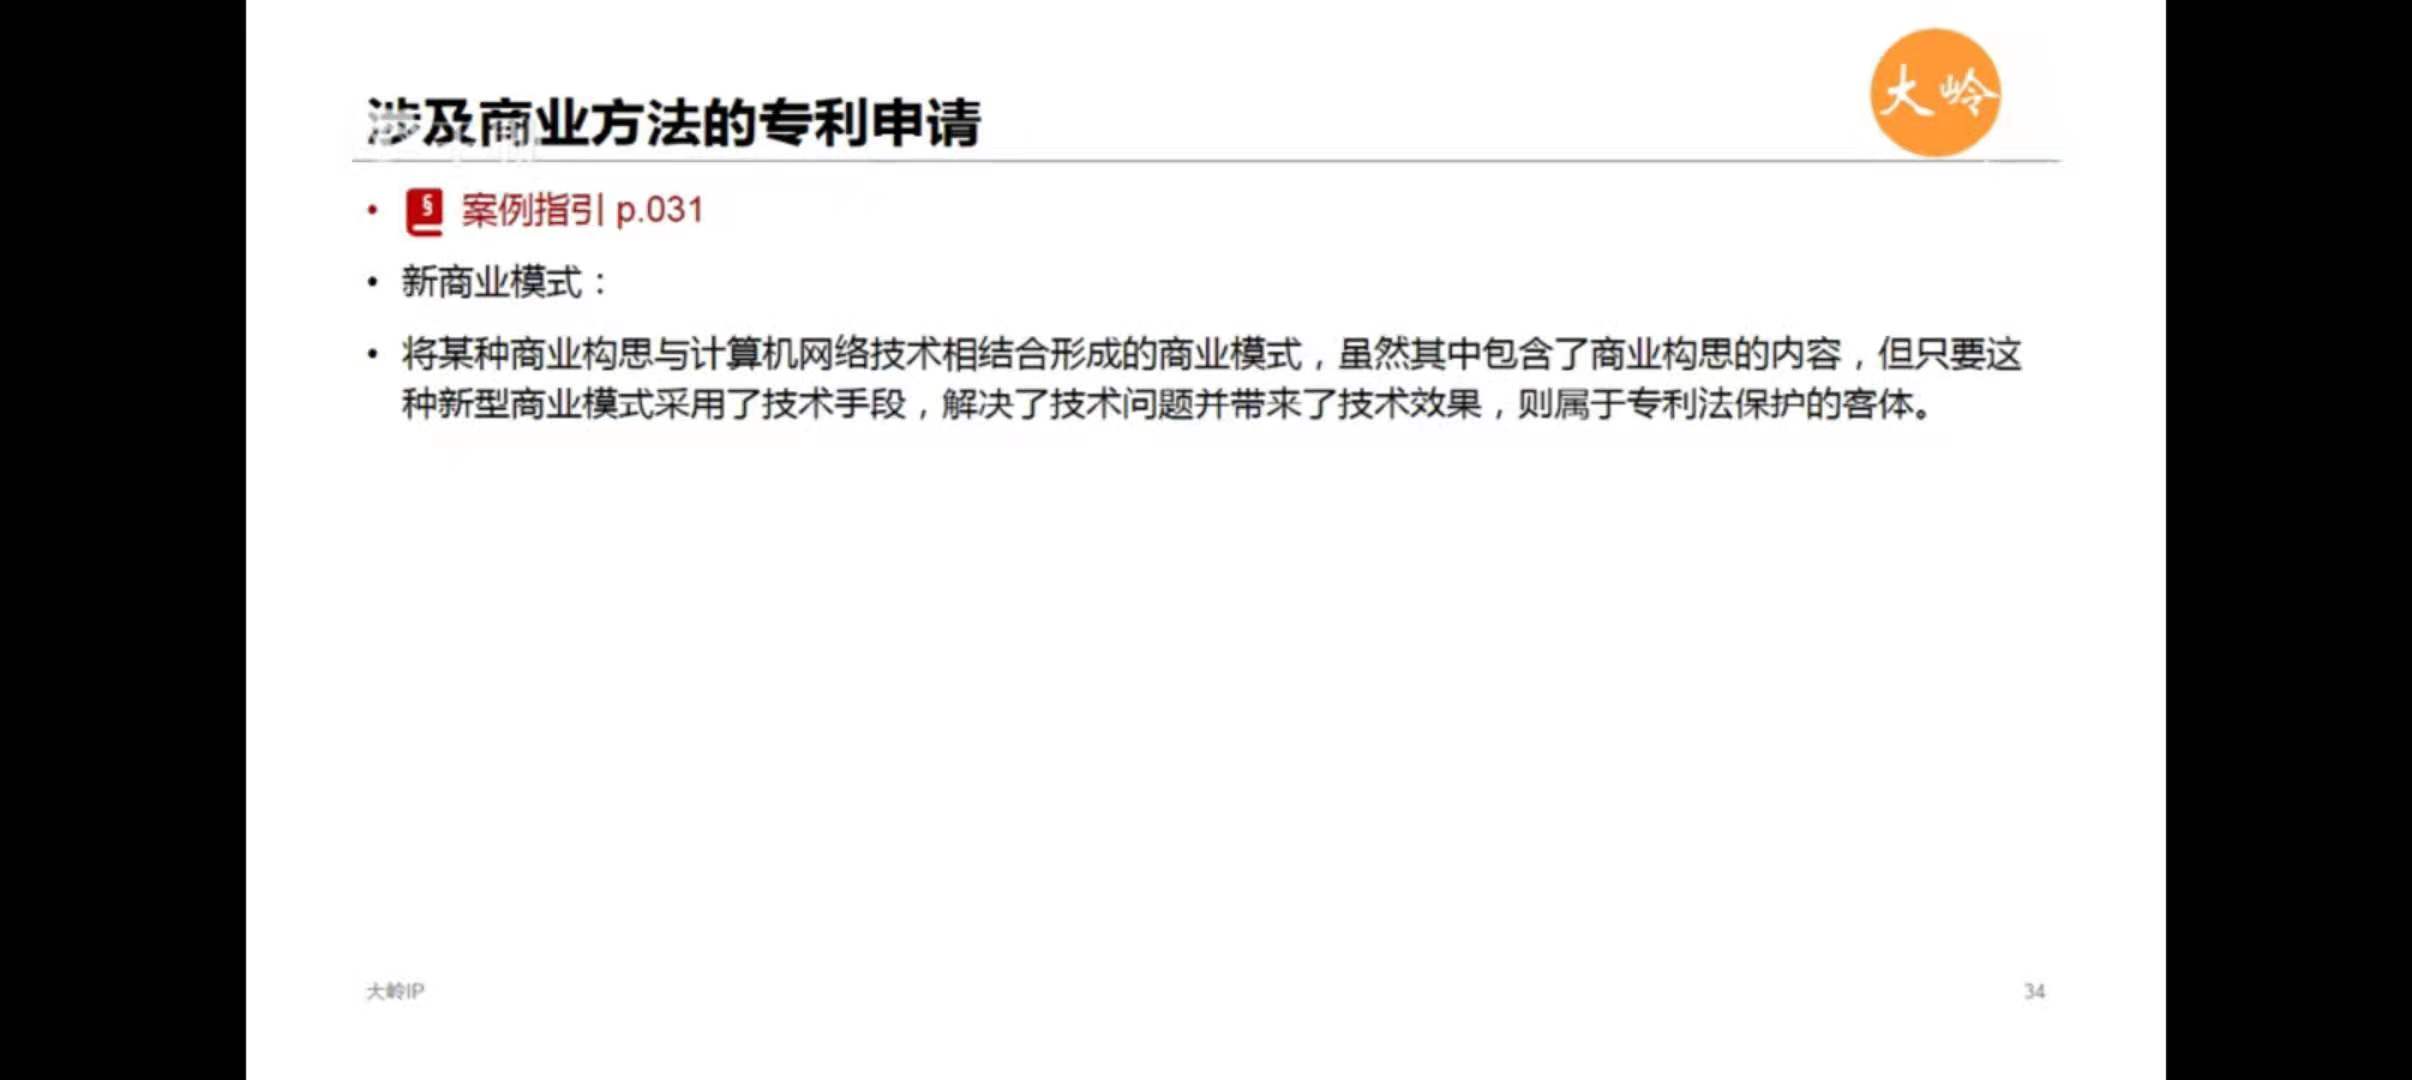 大岭
涉及商业方法的专利申请
• § 案例指引 p.031
• 新商业模式：
• 将某种商业构思与计算机网络技术相结合形成的商业模式，虽然其中包含了商业构思的内容，但只要这
种新型商业模式采用了技术手段，解决了技术问题并带来了技术效果，则属于专利法保护的客体。
大岭IP
34